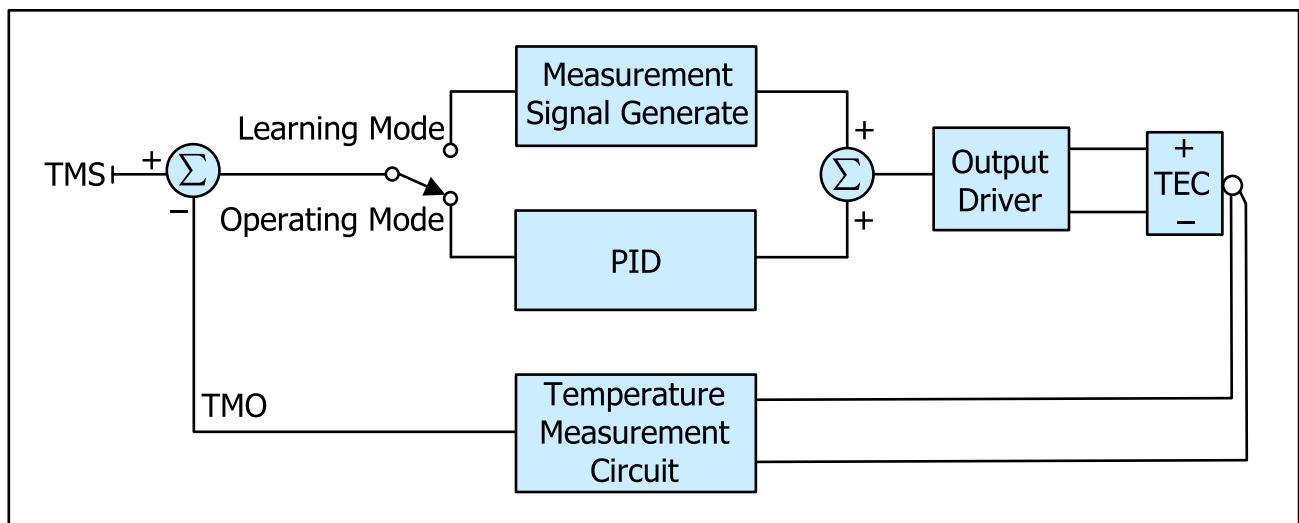 Measurement
Signal Generate
Learning Mode
+
TMS
+
Σ
−
Operating Mode
PID
Σ
+
Output
Driver
+
TEC
−
TMO
Temperature
Measurement
Circuit